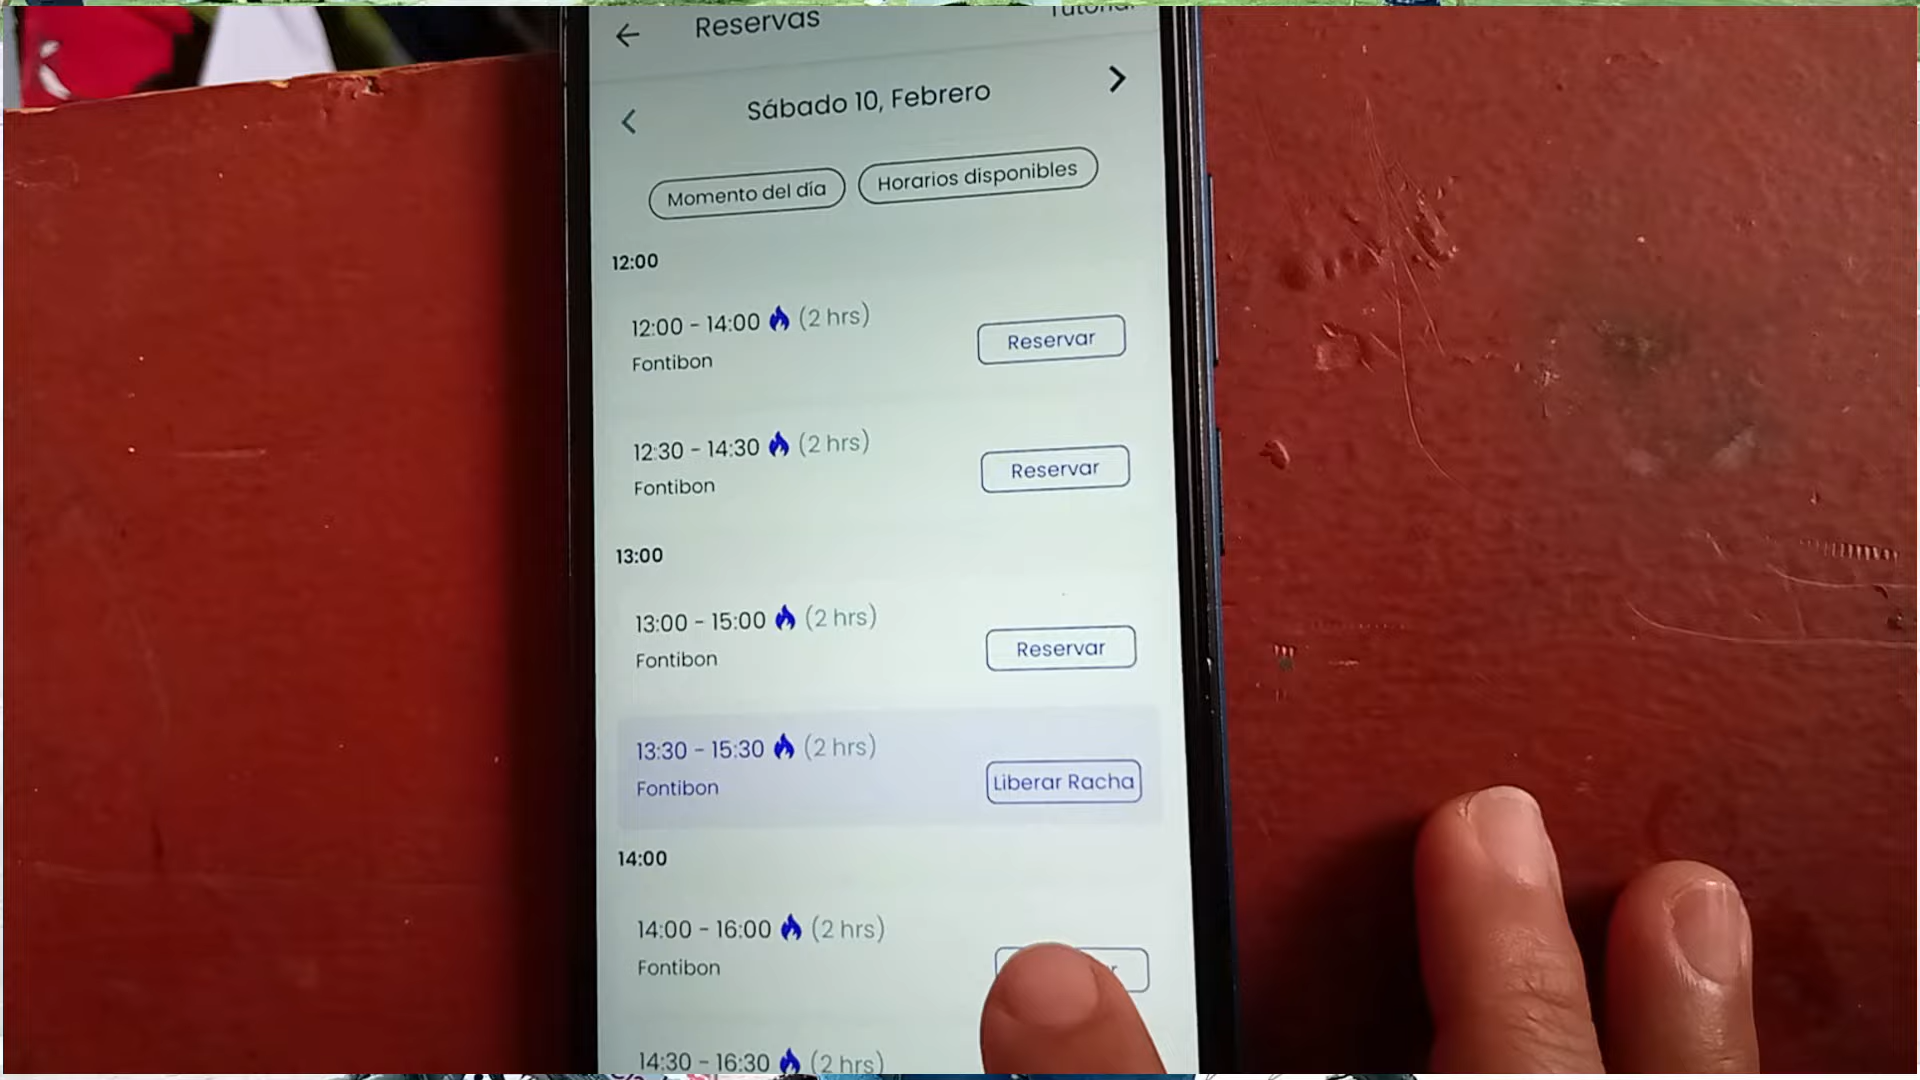 Reservas
Tutorial
Sábado 10, Febrero
Momento del día
Horarios disponibles
12:00
12:00 - 14:00 (2 hrs)
Fontibon
Reservar
12:30 - 14:30 (2 hrs)
Fontibon
Reservar
13:00
13:00 - 15:00 (2 hrs)
Fontibon
Reservar
13:30 - 15:30 (2 hrs)
Fontibon
Liberar Racha
14:00
14:00 - 16:00 (2 hrs)
Fontibon
14:30 - 16:30 (2 hrs)